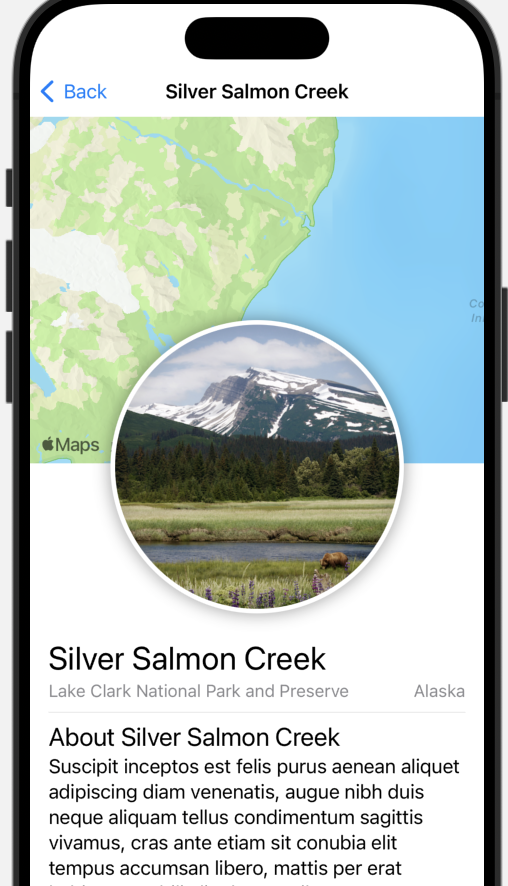 Back
Silver Salmon Creek
Co
In
Maps
Silver Salmon Creek
Lake Clark National Park and Preserve Alaska
About Silver Salmon Creek
Suscipit inceptos est felis purus aenean aliquet
adipiscing diam venenatis, augue nibh duis
neque aliquam tellus condimentum sagittis
vivamus, cras ante etiam sit conubia elit
tempus accumsan libero, mattis per erat